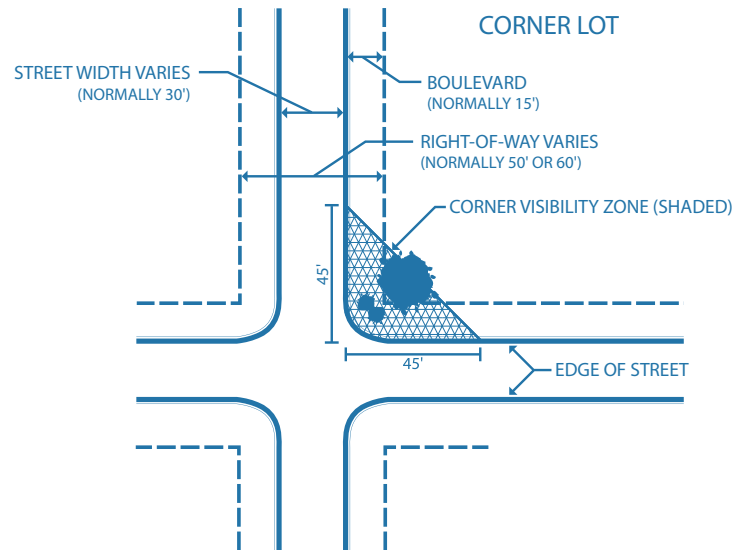 CORNER LOT
STREET WIDTH VARIES
(NORMALLY 30')
BOULEVARD
(NORMALLY 15')
RIGHT-OF-WAY VARIES
(NORMALLY 50' OR 60')
CORNER VISIBILITY ZONE (SHADED)
45'
45'
EDGE OF STREET